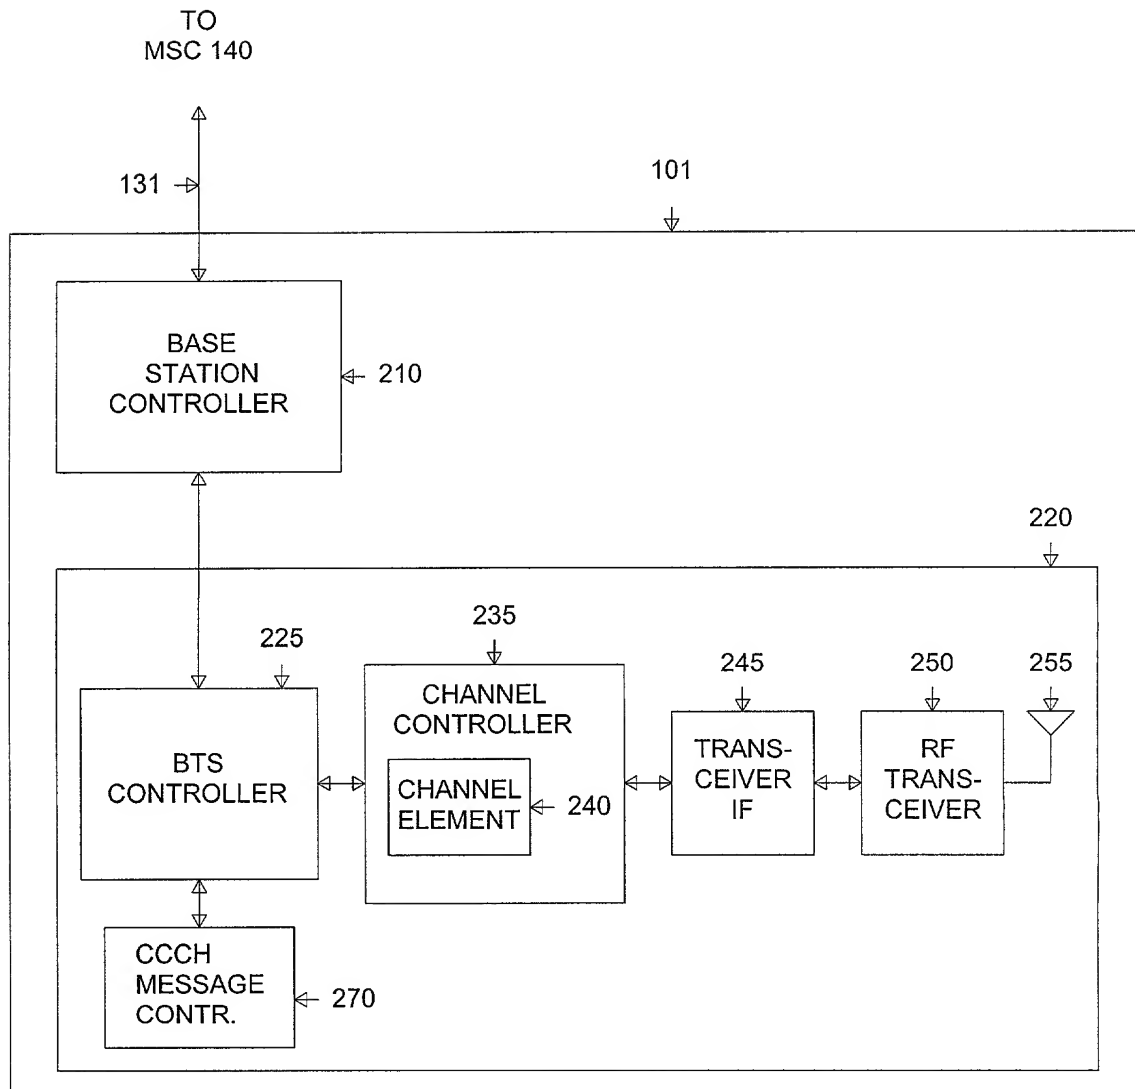 TO
MSC 140
131
101
BASE
STATION
CONTROLLER
210
220
225
235
245
250
255
BTS
CONTROLLER
CHANNEL
CONTROLLER
CHANNEL
ELEMENT
240
TRANS-
CEIVER
IF
RF
TRANS-
CEIVER
CCCH
MESSAGE
CONTR.
270